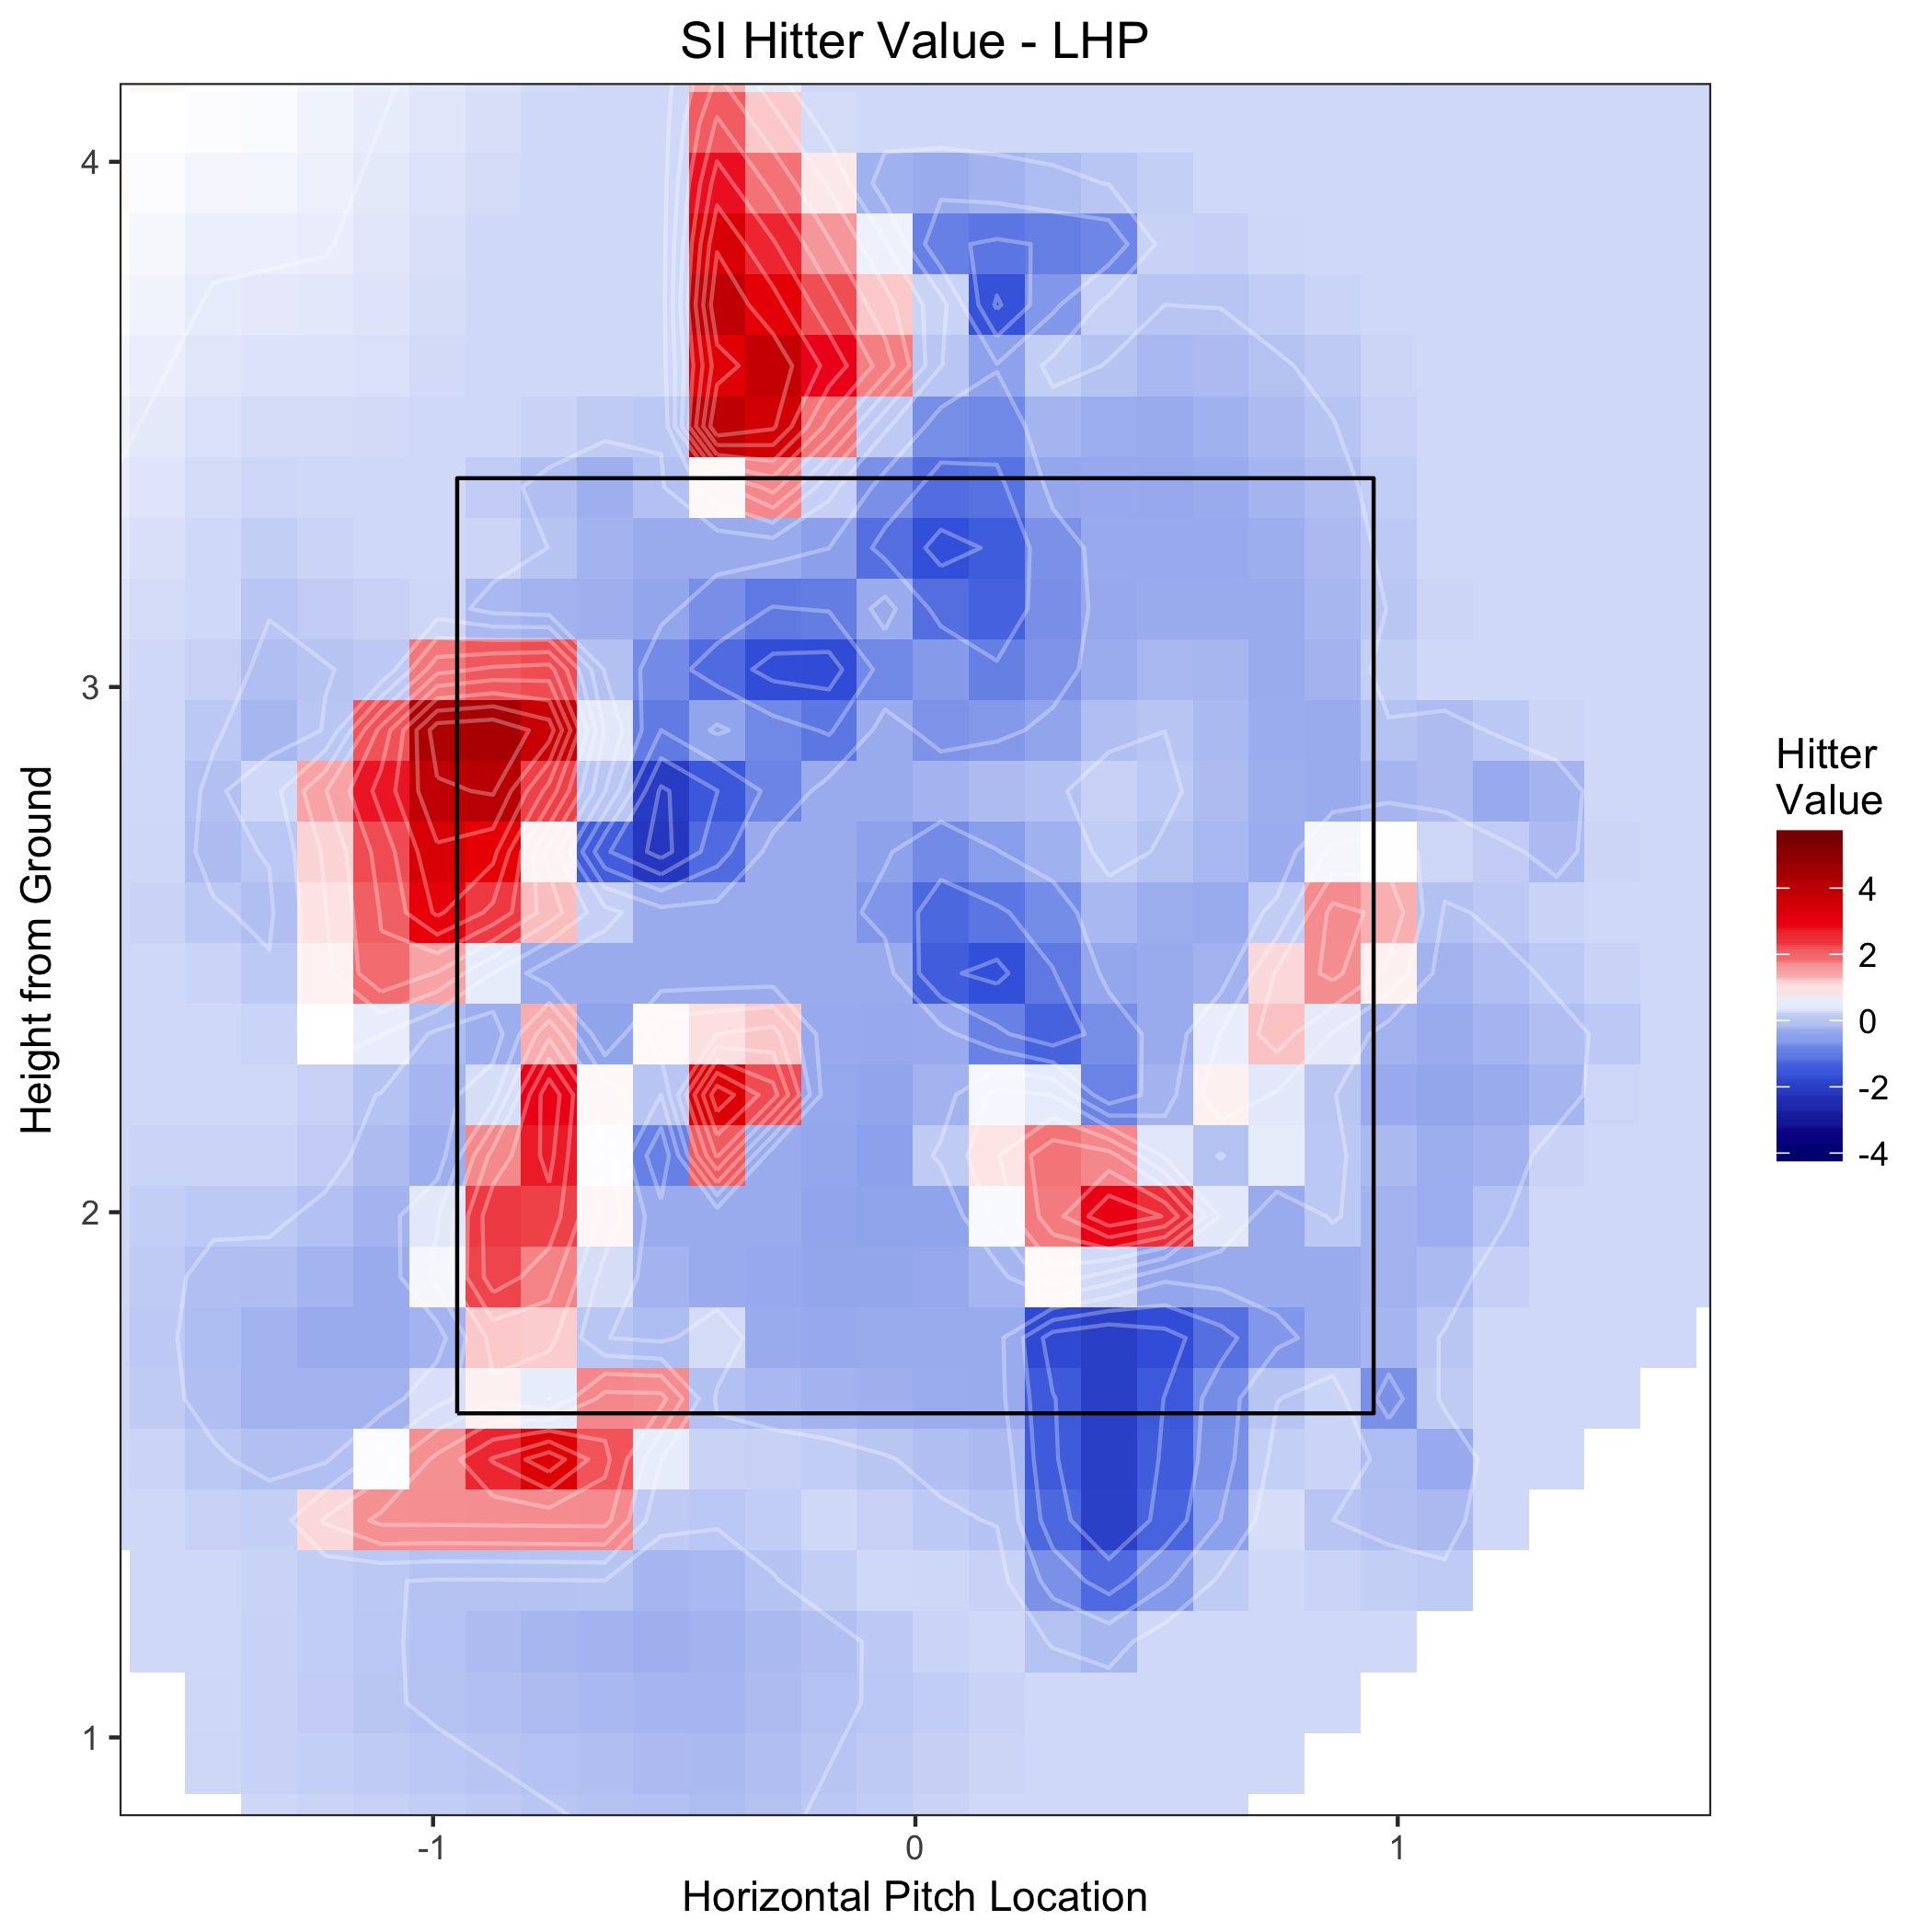 SI Hitter Value - LHP
4
3
2
1
Height from Ground
-1
0
1
Horizontal Pitch Location
Hitter
Value
4
2
0
-2
-4